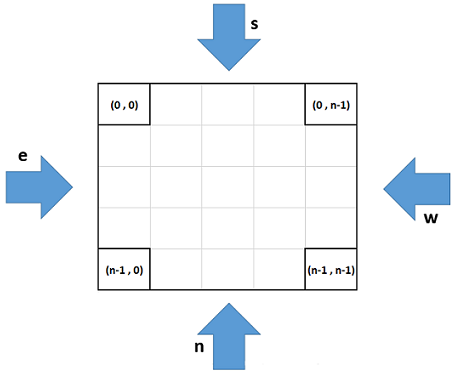 s
(0 , 0)
(0 , n-1)
e
w
(n-1 , 0)
(n-1 , n-1)
n